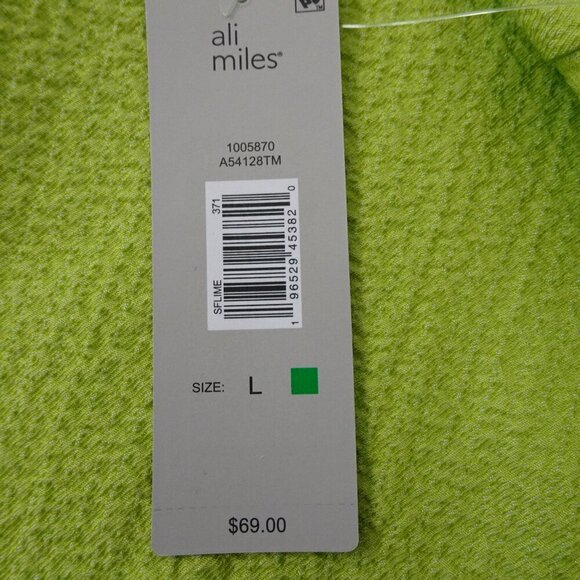 ali
miles®
1005870
A54128TM
371
SFLIME
1 96529 45382 0
SIZE: L
$69.00